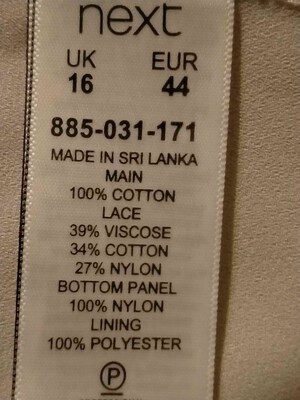 next
UK EUR
16 44
885-031-171
MADE IN SRI LANKA
MAIN
100% COTTON
LACE
39% VISCOSE
34% COTTON
27% NYLON
BOTTOM PANEL
100% NYLON
LINING
100% POLYESTER
P